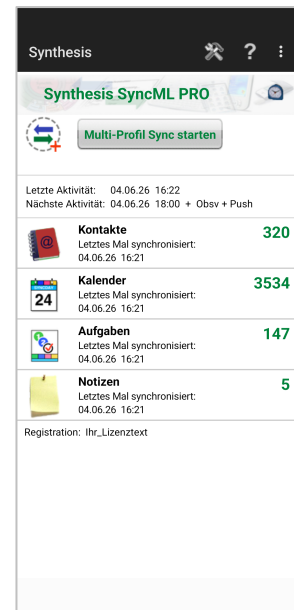 Synthesis ?
Synthesis SyncML PRO
Multi-Profil Sync starten
Letzte Aktivität: 04.06.26 16:22
Nächste Aktivität: 04.06.26 18:00 + Obsv + Push
Kontakte 320
Letztes Mal synchronisiert:
04.06.26 16:21
Kalender 3534
24
Letztes Mal synchronisiert:
04.06.26 16:21
Aufgaben 147
Letztes Mal synchronisiert:
04.06.26 16:21
Notizen 5
Letztes Mal synchronisiert:
04.06.26 16:21
Registration: Ihr_Lizenztext